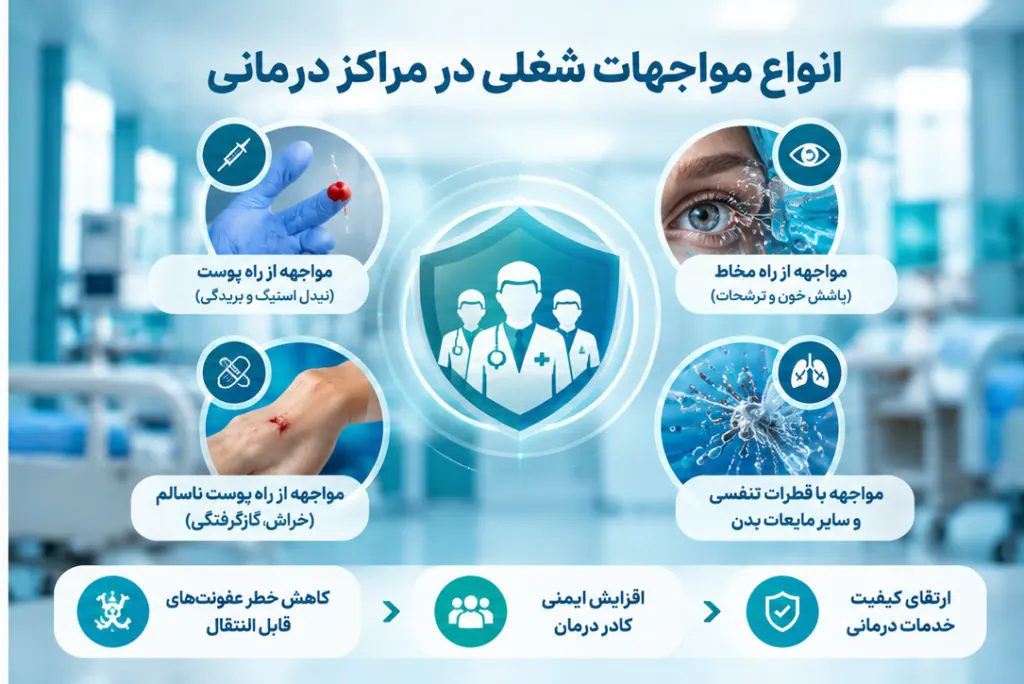 انواع مواجهات شغلی در مراکز درمانی
مواجهه از راه مخاط
(پاشش خون و ترشحات)
مواجهه از راه پوست
(نیدل استیک و بریدگی)
مواجهه با قطرات تنفسی
و سایر مایعات بدن
مواجهه از راه پوست ناسالم
(خراش، گازگرفتگی)
ارتقای کیفیت
خدمات درمانی
اقزایش ایمنی
کادر درمان
کاهش خطر عفونت‌های
قابل النتقال